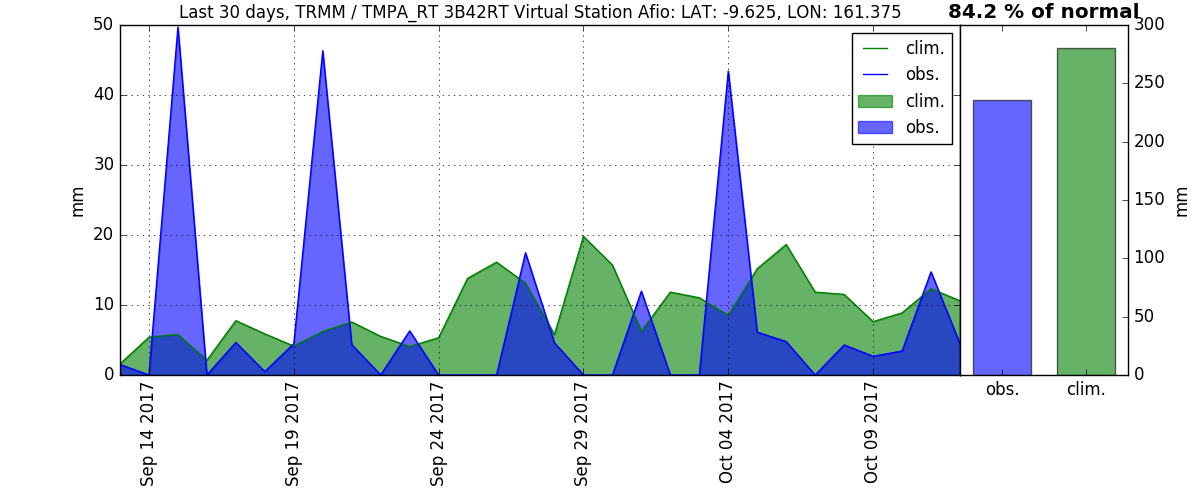 Last 30 days, TRMM / TMPA_RT 3B42RT Virtual Station Afio: LAT: -9.625, LON: 161.375
84.2 % of normal
50
40
30
20
10
0
mm
clim.
obs.
clim.
obs.
Sep 14 2017
Sep 19 2017
Sep 24 2017
Sep 29 2017
Oct 04 2017
Oct 09 2017
300
250
200
150
100
50
0
mm
obs.
clim.